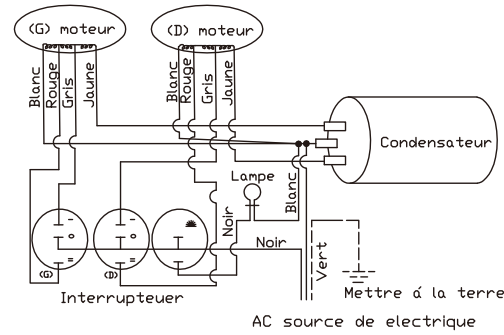 (G) moteur
(D) moteur
Blanc
Rouge
Gris
Jaune
Blanc
Rouge
Gris
Jaune
Condensateur
Lampe
Blanc
Noir
Noir
Vert
-
o
=
(G)
-
o
=
(D)
Interrupteuer
Mettre á la terre
AC source de electrique